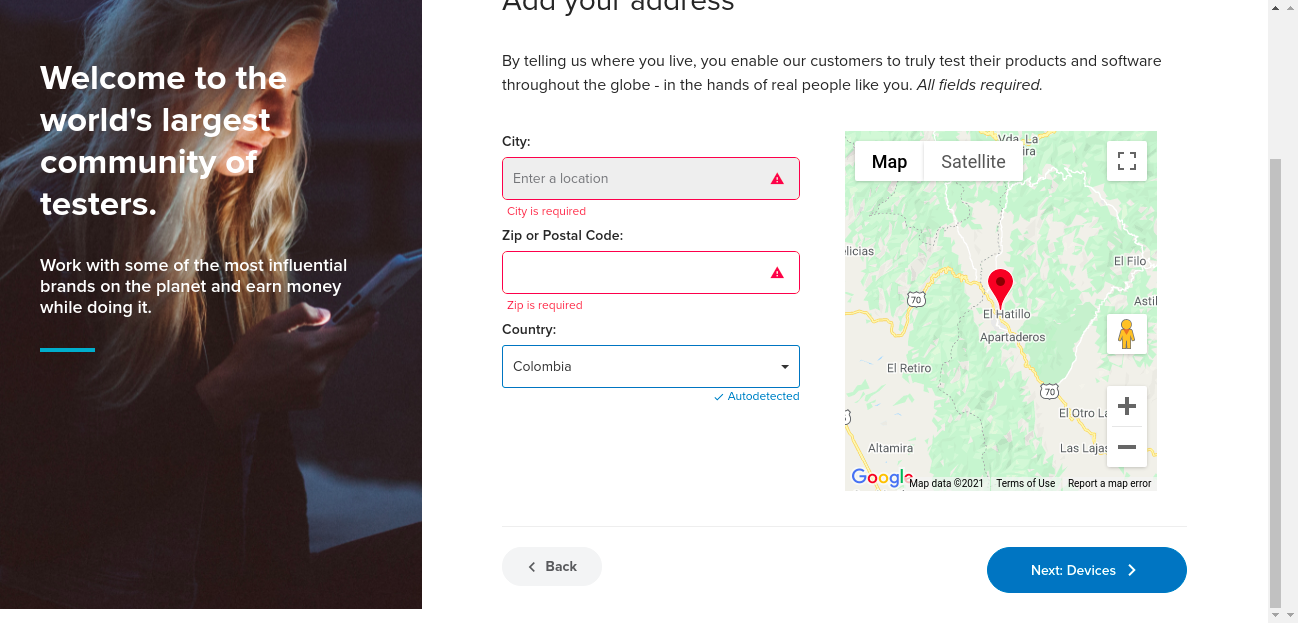 Add your address
Welcome to the
world's largest
community of
testers.
Work with some of the most influential
brands on the planet and earn money
while doing it.
By telling us where you live, you enable our customers to truly test their products and software
throughout the globe - in the hands of real people like you. All fields required.
City:
Enter a location
City is required
Zip or Postal Code:
Zip is required
Country:
Colombia
Autodetected
Map
Satellite
Vda. La
ira
licias
El Filo
70
Astil
El Hatillo
Apartaderos
El Retiro
70
El Otro La
Altamira
Las Lajas
Google
Map data ©2021
Terms of Use
Report a map error
Back
Next: Devices